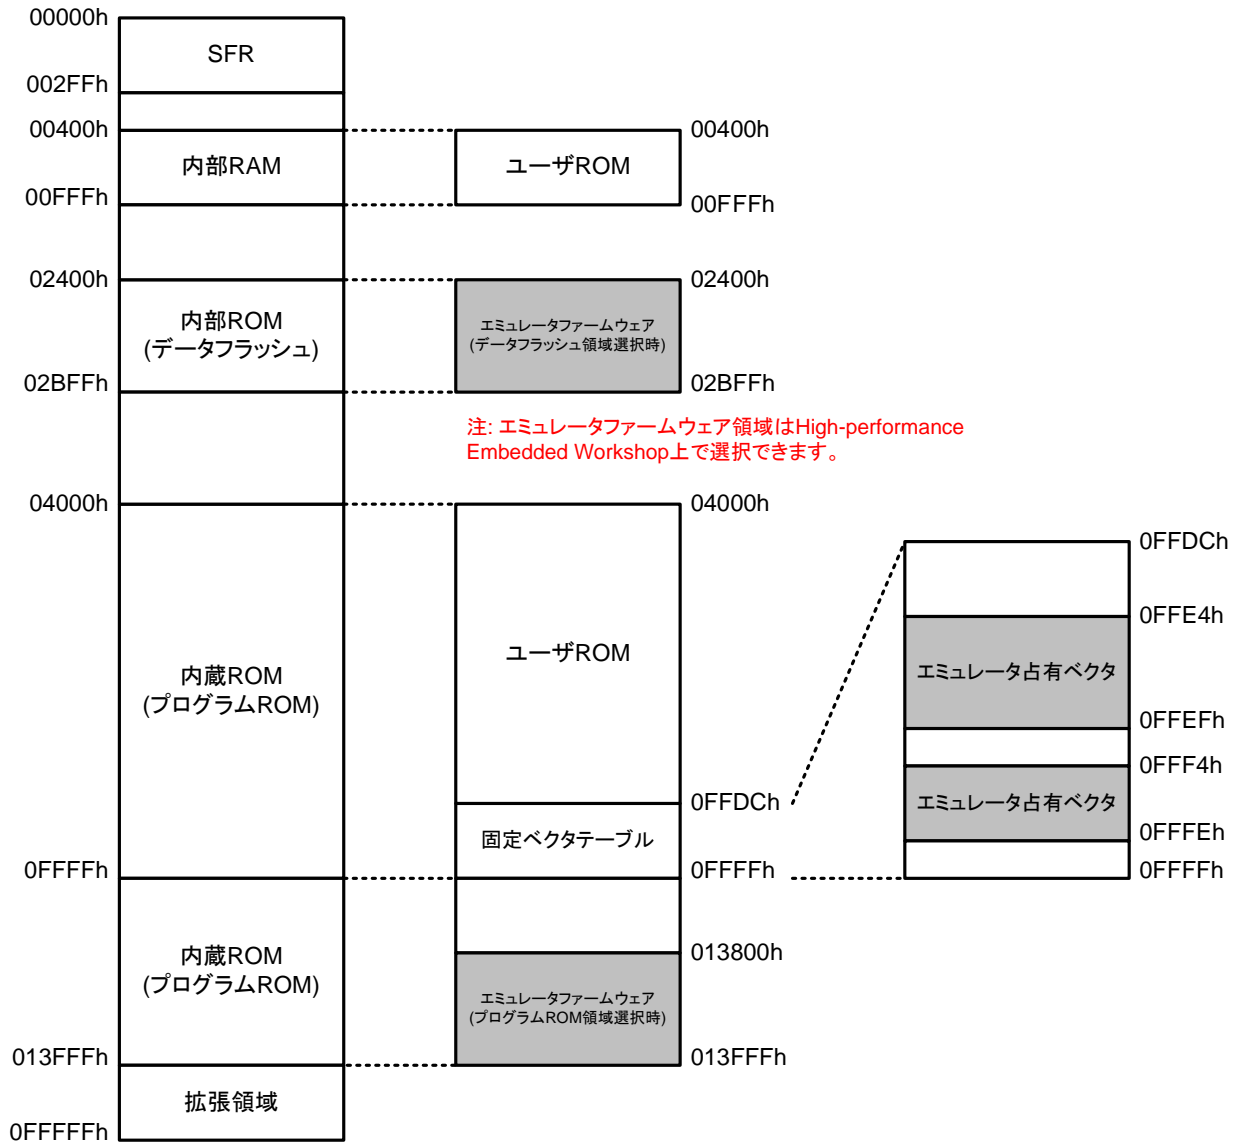 00000h
SFR
002FFh
00400h
内部RAM
00FFFh
02400h
内部ROM
(データフラッシュ)
02BFFh
04000h
内蔵ROM
(プログラムROM)
0FFFFh
内蔵ROM
(プログラムROM)
013FFFh
拡張領域
0FFFFFh
00400h
ユーザROM
00FFFh
02400h
エミュレータファームウェア
(データフラッシュ領域選択時)
02BFFh
注: エミュレータファームウェア領域はHigh-performance
Embedded Workshop上で選択できます。
04000h
ユーザROM
0FFDCh
固定ベクタテーブル
0FFFFh
013800h
エミュレータファームウェア
(プログラムROM領域選択時)
013FFFh
0FFDCh
0FFE4h
エミュレータ占有ベクタ
0FFEFh
0FFF4h
エミュレータ占有ベクタ
0FFFEh
0FFFFh